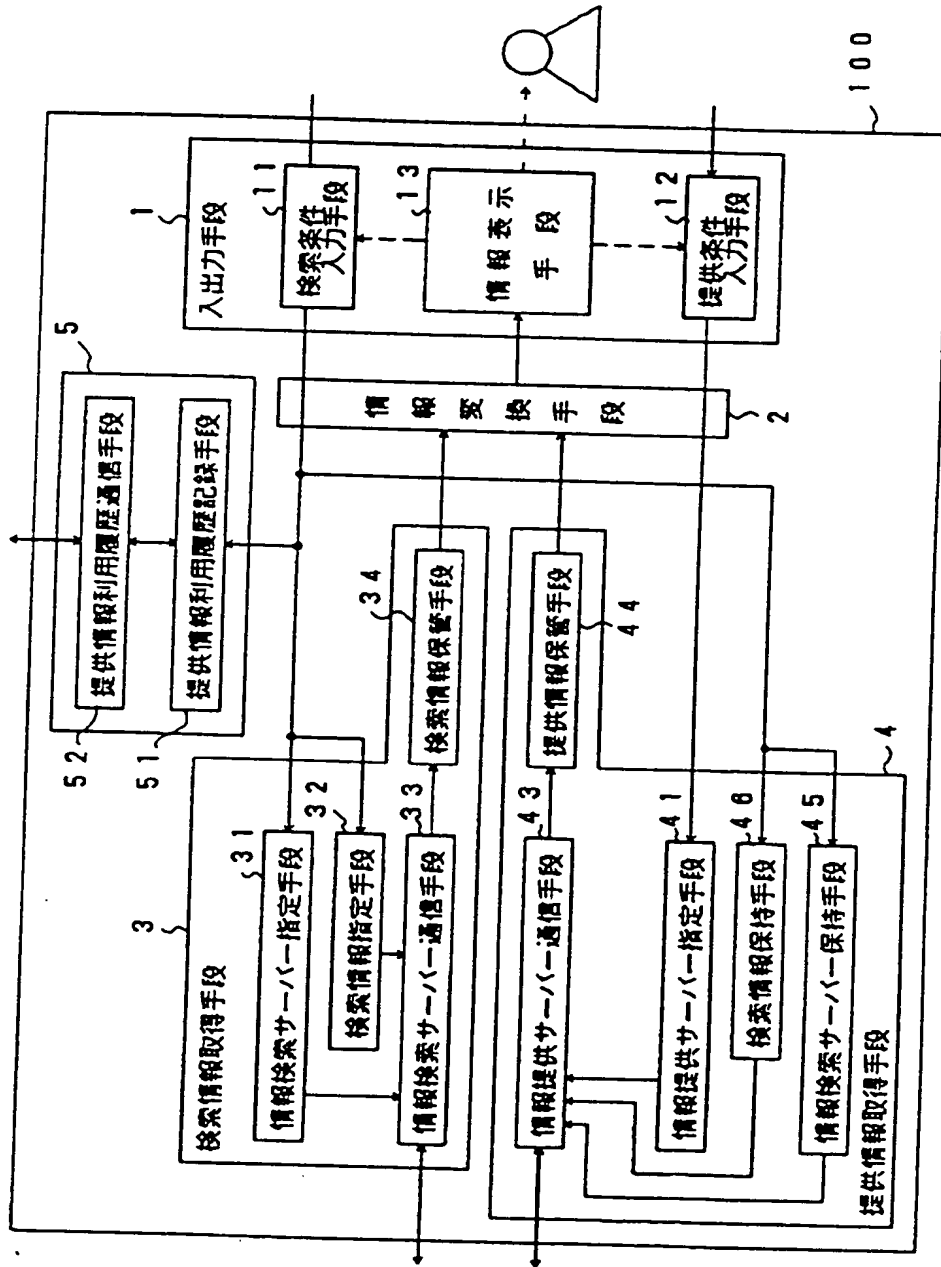 1
入出力手段
11
検索条件
入力手段
13
情報表示
手段
12
提供条件
入力手段
100
5
52
提供情報利用履歴通信手段
51
提供情報利用履歴記録手段
情報変換手段
2
3
検索情報取得手段
31
情報検索サーバー指定手段
32
検索情報指定手段
33
情報検索サーバー通信手段
34
検索情報保管手段
43
情報提供サーバー通信手段
44
提供情報保管手段
41
情報提供サーバー指定手段
46
検索情報保持手段
45
情報検索サーバー保持手段
提供情報取得手段
4